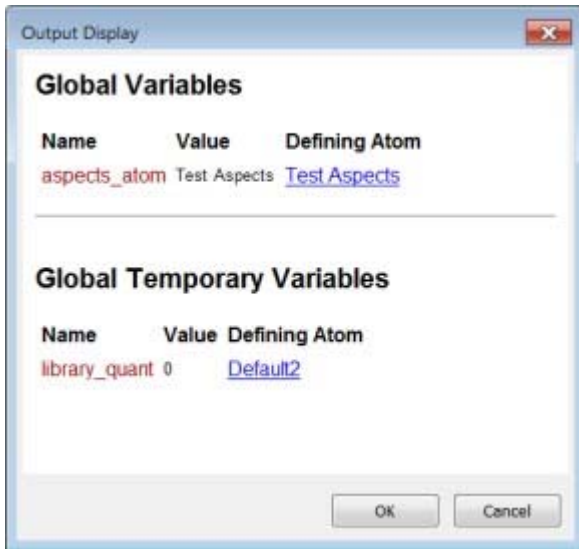 Output Display
Global Variables
Name Value Defining Atom
aspects_atom Test Aspects Test Aspects
Global Temporary Variables
Name Value Defining Atom
library_quant 0 Default2
OK Cancel